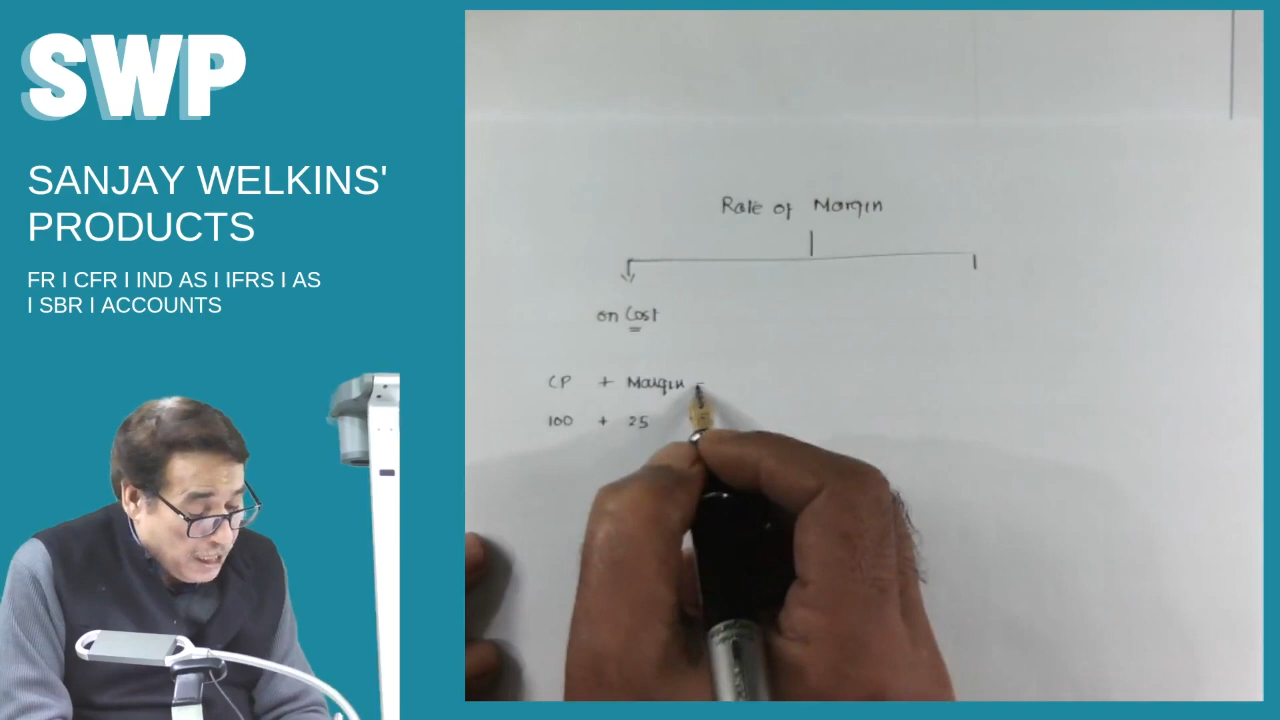 SWP
SANJAY WELKINS'
PRODUCTS
FR I CFR I IND AS I IFRS I AS
I SBR I ACCOUNTS
Rate of Margin
on Cost
CP + Margin =
100 + 25